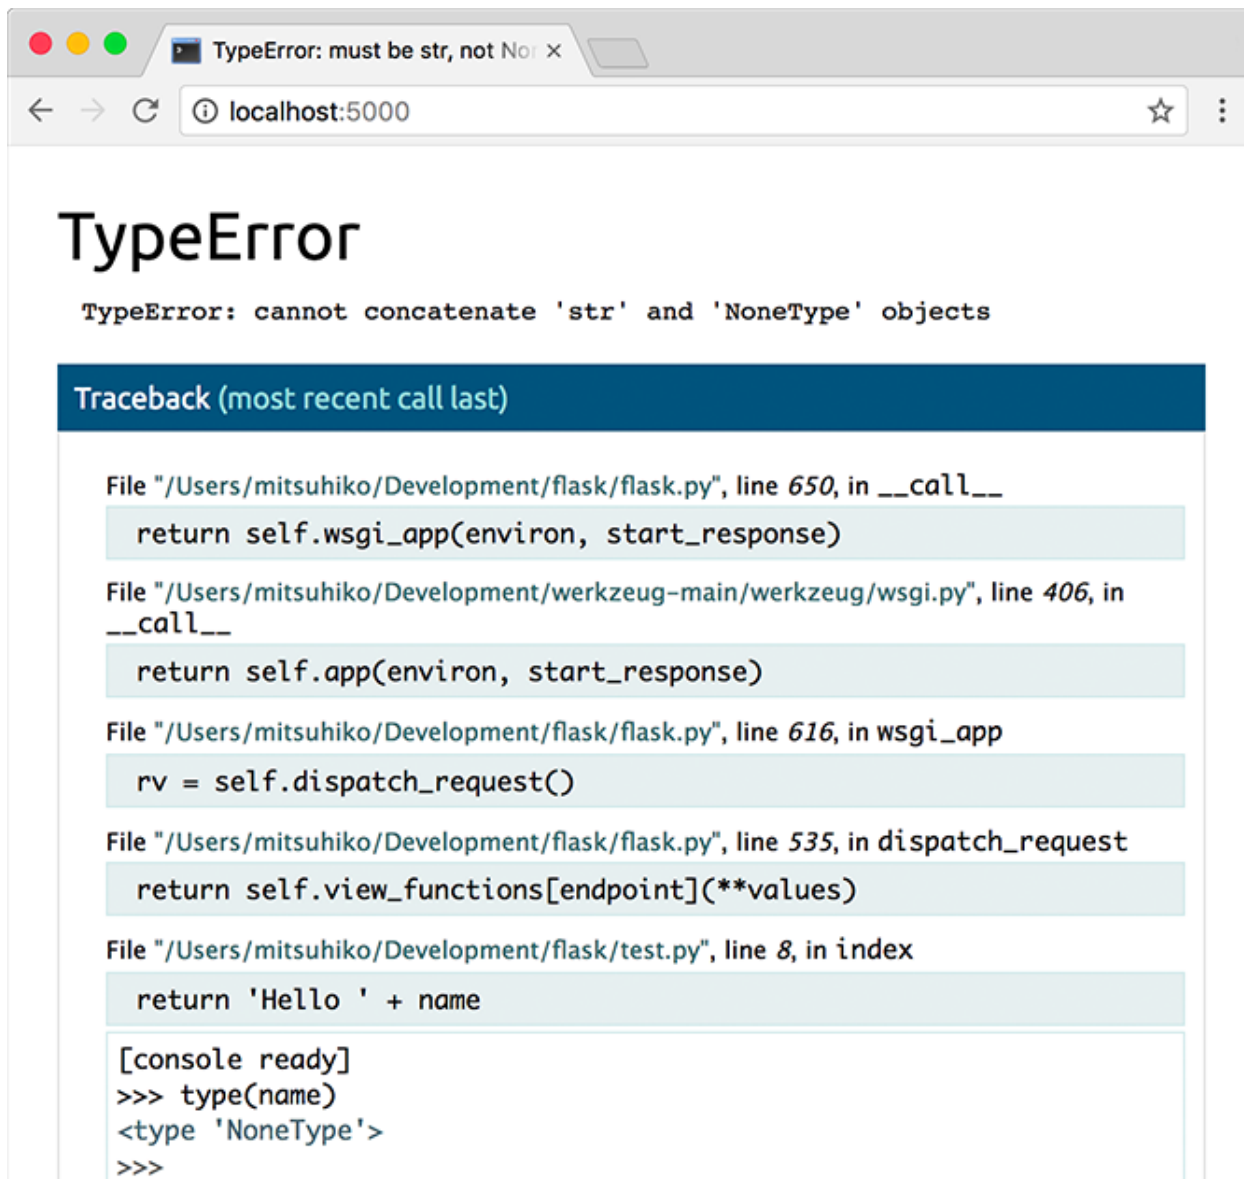 TypeError: must be str, not Nor
localhost:5000
TypeError
TypeError: cannot concatenate 'str' and 'NoneType' objects
Traceback (most recent call last)
File "/Users/mitsuhiko/Development/flask/flask.py", line 650, in __call__
return self.wsgi_app(environ, start_response)
File "/Users/mitsuhiko/Development/werkzeug-main/werkzeug/wsgi.py", line 406, in
__call__
return self.app(environ, start_response)
File "/Users/mitsuhiko/Development/flask/flask.py", line 616, in wsgi_app
rv = self.dispatch_request()
File "/Users/mitsuhiko/Development/flask/flask.py", line 535, in dispatch_request
return self.view_functions[endpoint](**values)
File "/Users/mitsuhiko/Development/flask/test.py", line 8, in index
return 'Hello ' + name
[console ready]
>>> type(name)
<type 'NoneType'>
>>>